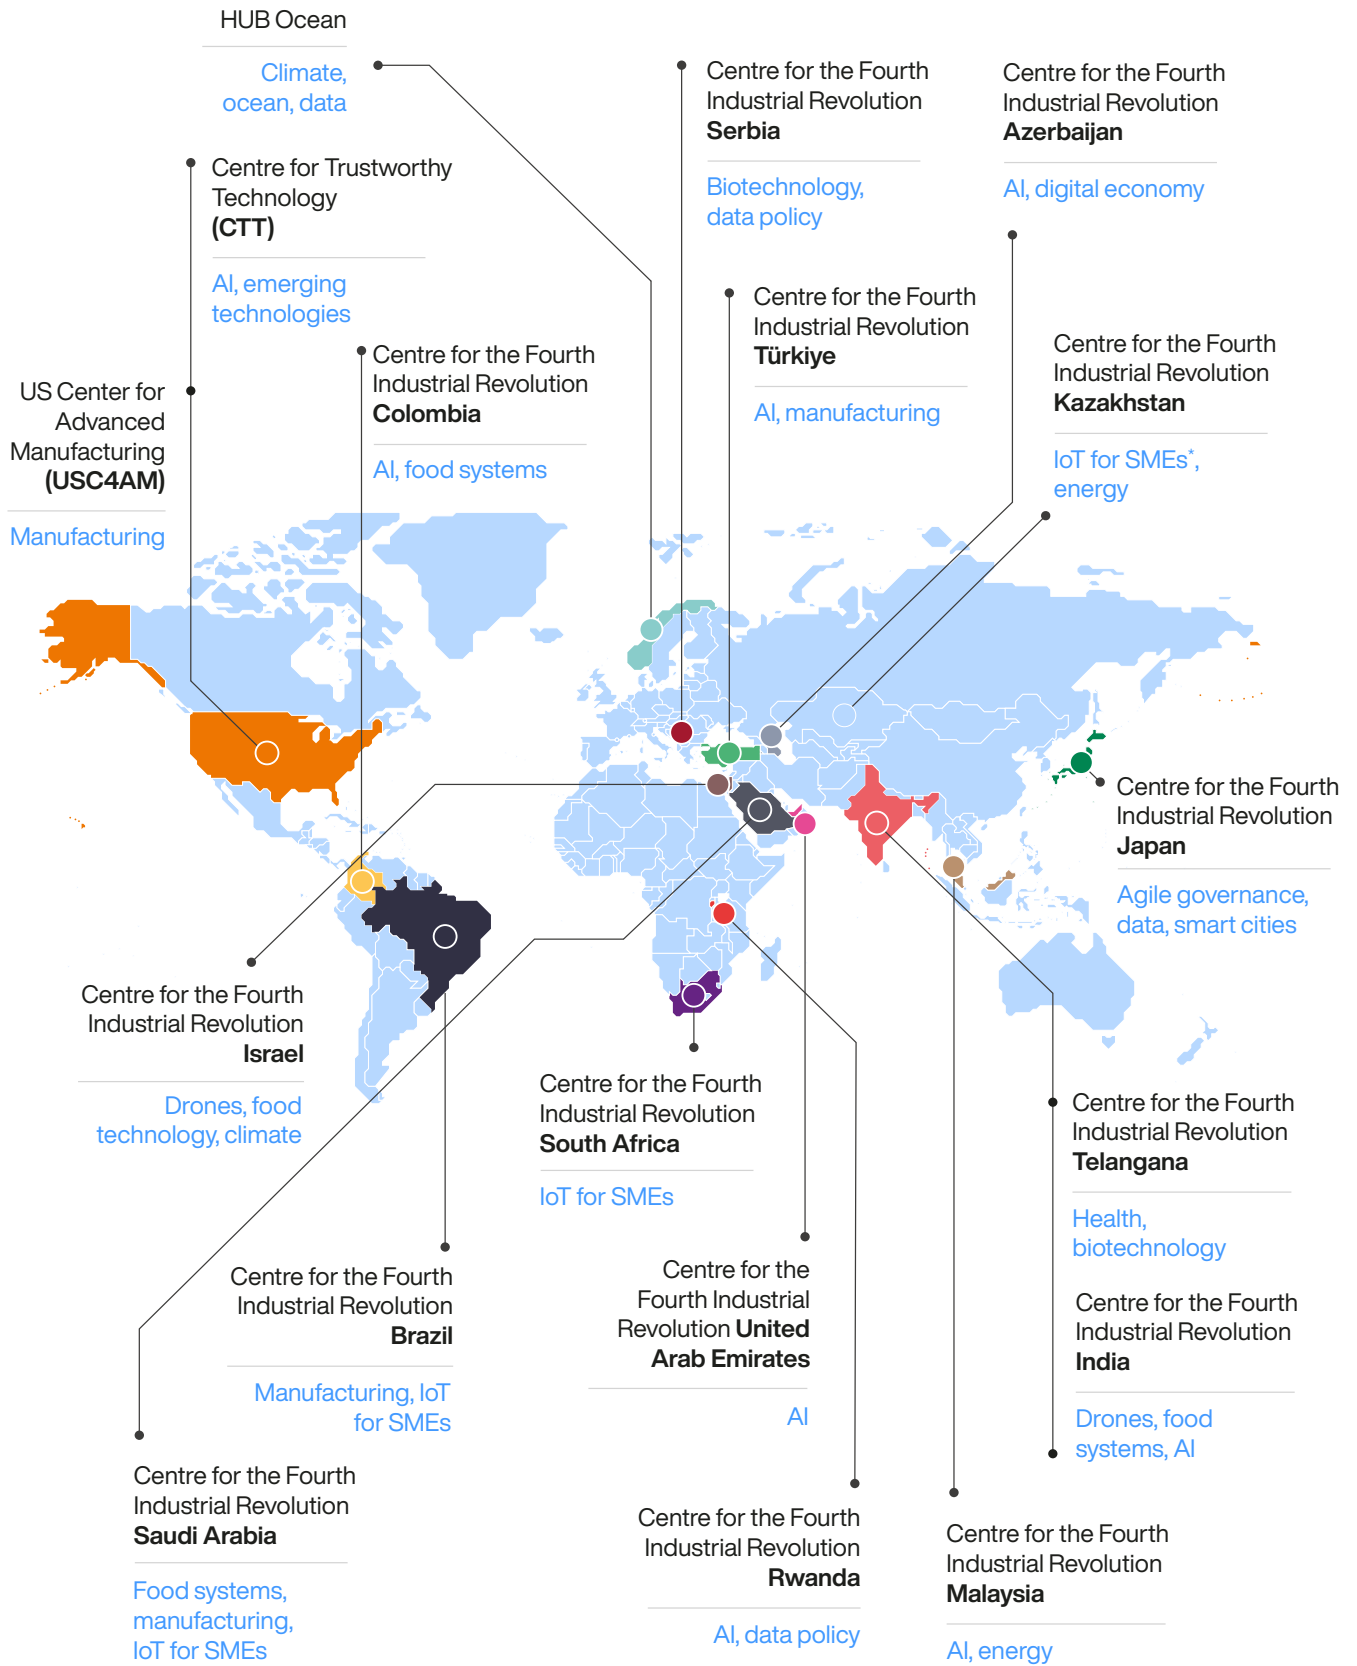 HUB Ocean
Climate,
ocean, data
Centre for Trustworthy
Technology
(CTT)
AI, emerging
technologies
US Center for
Advanced
Manufacturing
(USC4AM)
Manufacturing
Centre for the Fourth
Industrial Revolution
Colombia
AI, food systems
Centre for the Fourth
Industrial Revolution
Serbia
Biotechnology,
data policy
Centre for the Fourth
Industrial Revolution
Azerbaijan
AI, digital economy
Centre for the Fourth
Industrial Revolution
Türkiye
AI, manufacturing
Centre for the Fourth
Industrial Revolution
Kazakhstan
IoT for SMEs*,
energy
Centre for the Fourth
Industrial Revolution
Japan
Agile governance,
data, smart cities
Centre for the Fourth
Industrial Revolution
Israel
Drones, food
technology, climate
Centre for the Fourth
Industrial Revolution
South Africa
IoT for SMEs
Centre for the Fourth
Industrial Revolution
Telangana
Health,
biotechnology
Centre for the Fourth
Industrial Revolution
Brazil
Manufacturing, IoT
for SMEs
Centre for the
Fourth Industrial
Revolution United
Arab Emirates
AI
Centre for the Fourth
Industrial Revolution
India
Drones, food
systems, AI
Centre for the Fourth
Industrial Revolution
Saudi Arabia
Food systems,
manufacturing,
IoT for SMEs
Centre for the Fourth
Industrial Revolution
Rwanda
AI, data policy
Centre for the Fourth
Industrial Revolution
Malaysia
AI, energy